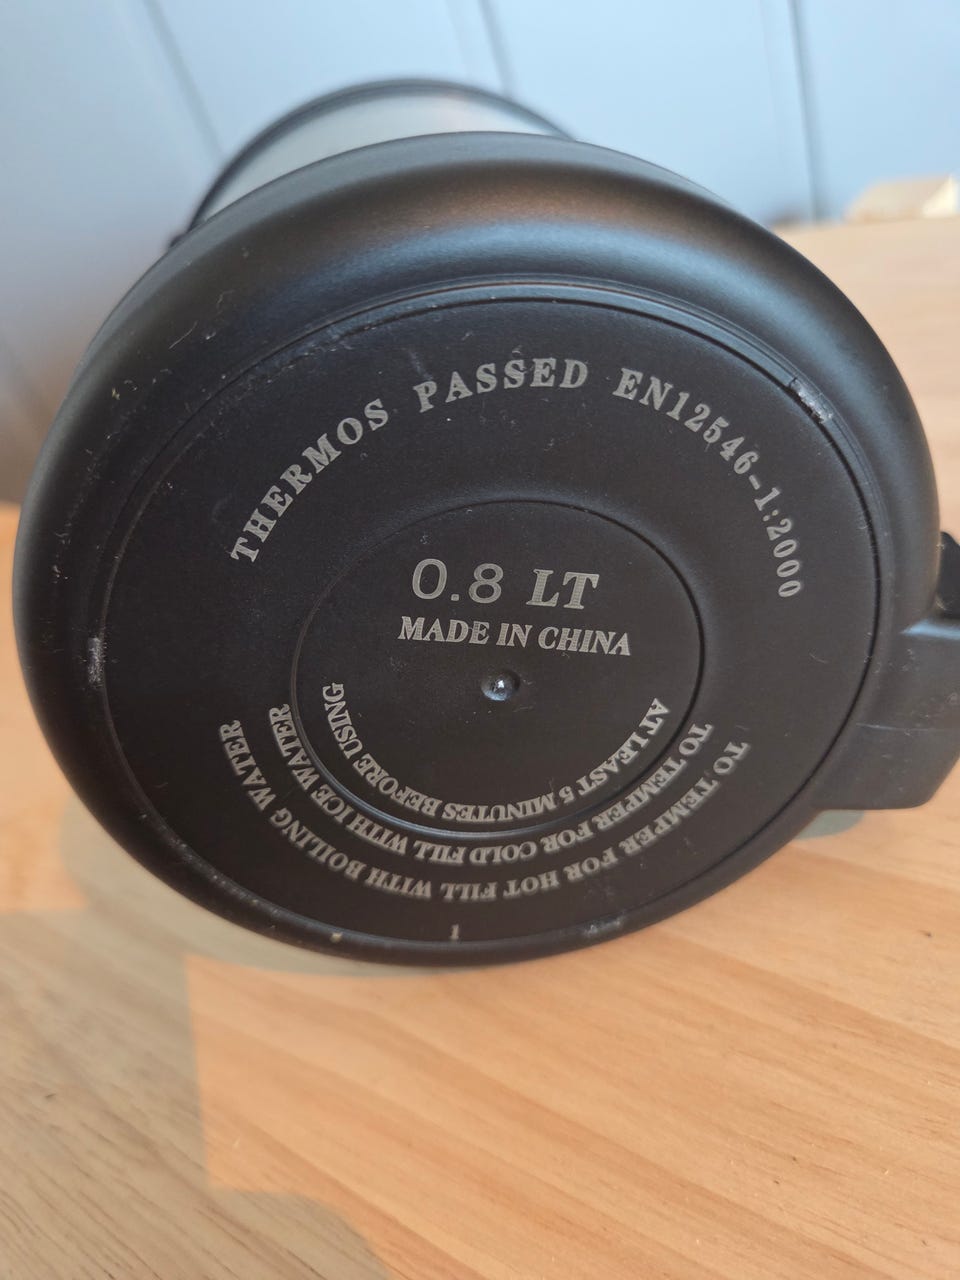 THERMOS PASSED EN12546-1:2000
0.8 LT
MADE IN CHINA
TO TEMPER FOR HOT FILL WITH BOILING WATER
TO TEMPER FOR COLD FILL WITH ICE WATER
AT LEAST 5 MINUTES BEFORE USING
1